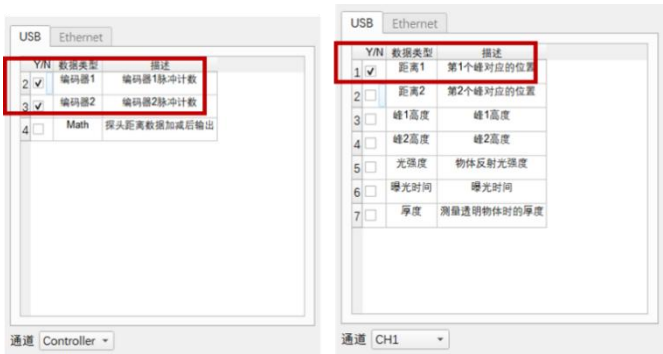 USB Ethernet
Y/N 数据类型 描述
2 编码器1 编码器1脉冲计数
3 编码器2 编码器2脉冲计数
4 Math 探头距离数据加减后输出
通道 Controller
USB Ethernet
Y/N 数据类型 描述
1 距离1 第1个峰对应的位置
2 距离2 第2个峰对应的位置
3 峰1高度 峰1高度
4 峰2高度 峰2高度
5 光强度 物体反射光强度
6 曝光时间 曝光时间
7 厚度 测量透明物体时的厚度
通道 CH1